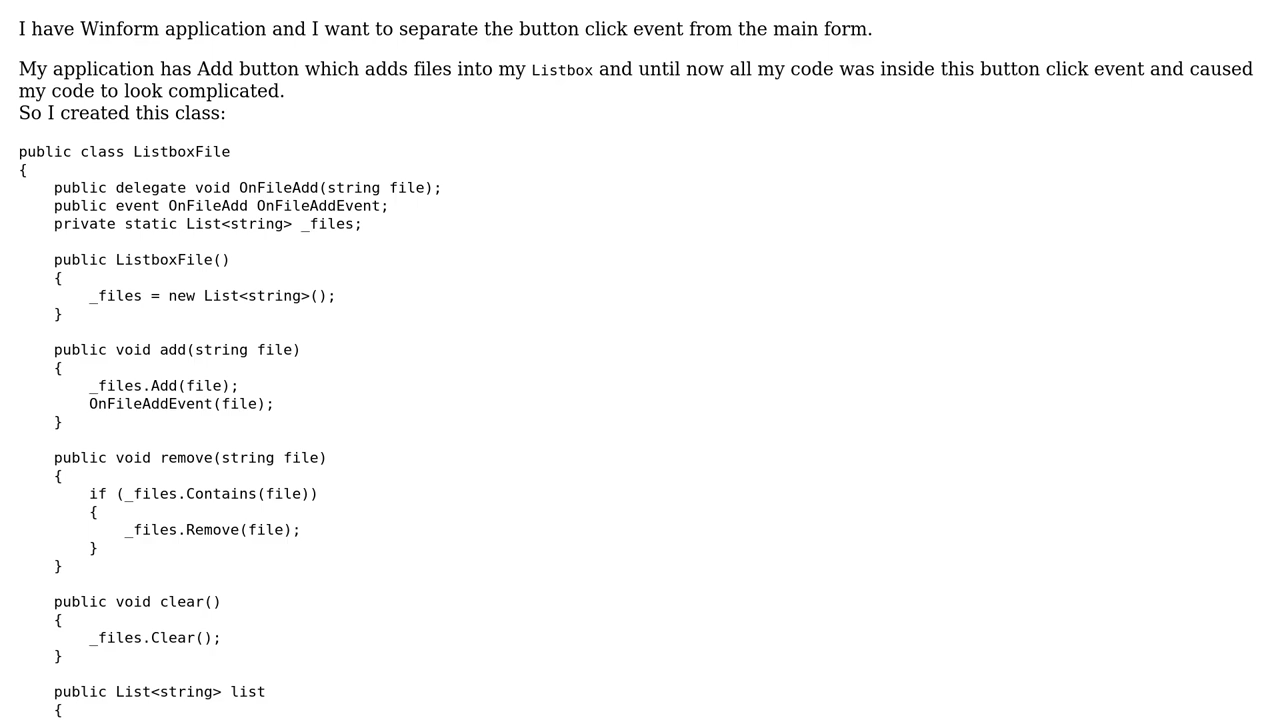 I have Winform application and I want to separate the button click event from the main form.
My application has Add button which adds files into my Listbox and until now all my code was inside this button click event and caused
my code to look complicated.
So I created this class:
public class ListboxFile
{
    public delegate void OnFileAdd(string file);
    public event OnFileAdd OnFileAddEvent;
    private static List<string> _files;

    public ListboxFile()
    {
        _files = new List<string>();
    }

    public void add(string file)
    {
        _files.Add(file);
        OnFileAddEvent(file);
    }

    public void remove(string file)
    {
        if (_files.Contains(file))
        {
            _files.Remove(file);
        }
    }

    public void clear()
    {
        _files.Clear();
    }

    public List<string> list
    {